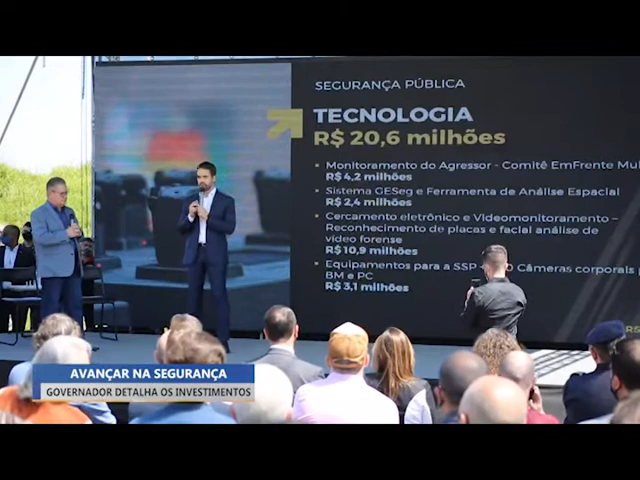 SEGURANÇA PÚBLICA
TECNOLOGIA
R$ 20,6 milhões
Monitoramento do Agressor - Comitê EmFrente Mul
R$ 4,2 milhões
Sistema GESeg e Ferramenta de Análise Espacial
R$ 2,4 milhões
Cercamento eletrônico e Videomonitoramento –
Reconhecimento de placas e facial análise de
vídeo forense
R$ 10,9 milhões
Equipamentos para a SSP - 0 Câmeras corporais p
BM e PC
R$ 3,1 milhões
R$
AVANÇAR NA SEGURANÇA
GOVERNADOR DETALHA OS INVESTIMENTOS